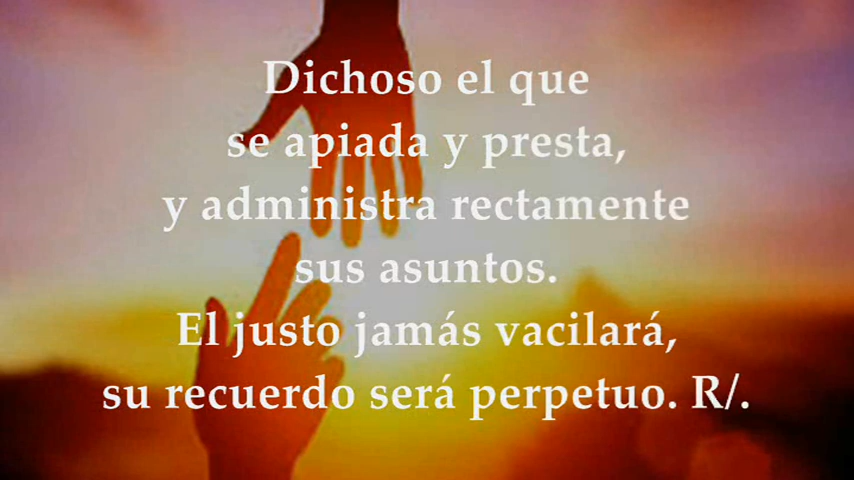 Dichoso el que
se apiada y presta,
y administra rectamente
sus asuntos.
El justo jamás vacilará,
su recuerdo será perpetuo. R/.